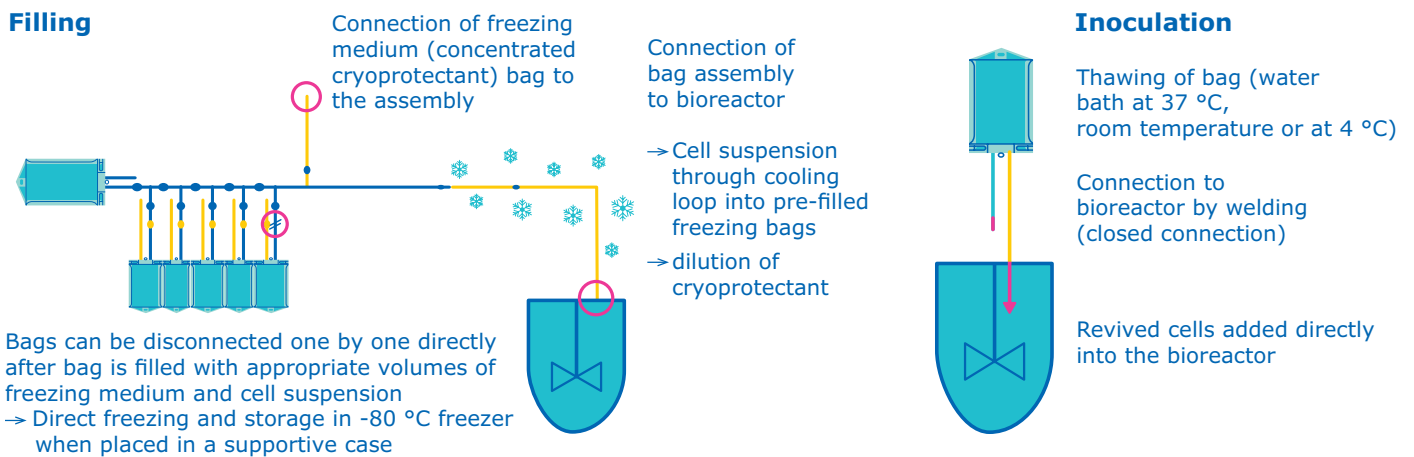 Filling
Connection of freezing
medium (concentrated
cryoprotectant) bag to
the assembly
Connection of
bag assembly
to bioreactor
→ Cell suspension
through cooling
loop into pre-filled
freezing bags
→ dilution of
cryoprotectant
Bags can be disconnected one by one directly
after bag is filled with appropriate volumes of
freezing medium and cell suspension
→ Direct freezing and storage in -80 °C freezer
when placed in a supportive case
Inoculation
Thawing of bag (water
bath at 37 °C,
room temperature or at 4 °C)
Connection to
bioreactor by welding
(closed connection)
Revived cells added directly
into the bioreactor